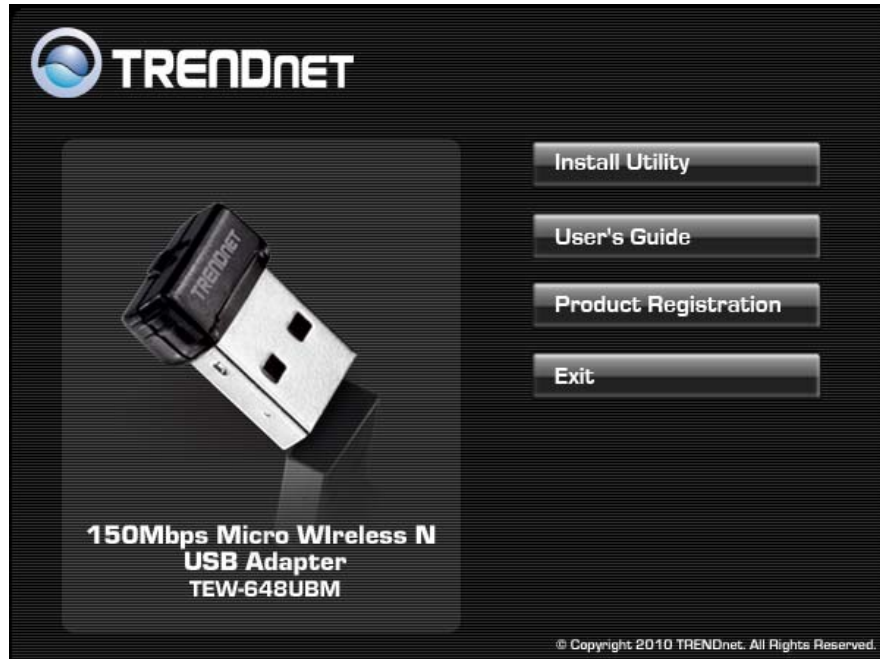 TRENDNET
TRENDNET
150Mbps Micro WIreless N
USB Adapter
TEW-648UBM
Install Utility
User's Guide
Product Registration
Exit
© Copyright 2010 TRENDnet. All Rights Reserved.